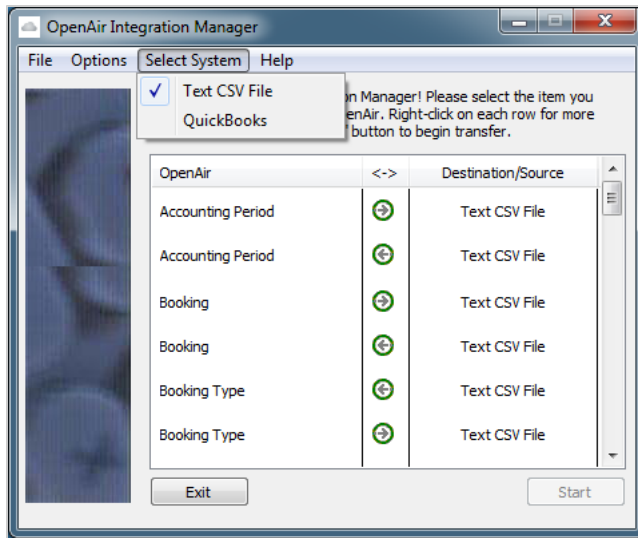 OpenAir Integration Manager
File Options Select System Help
Text CSV File
QuickBooks
on Manager! Please select the item you
enAir. Right-click on each row for more
' button to begin transfer.
OpenAir <-> Destination/Source
Accounting Period Text CSV File
Accounting Period Text CSV File
Booking Text CSV File
Booking Text CSV File
Booking Type Text CSV File
Booking Type Text CSV File
Exit Start